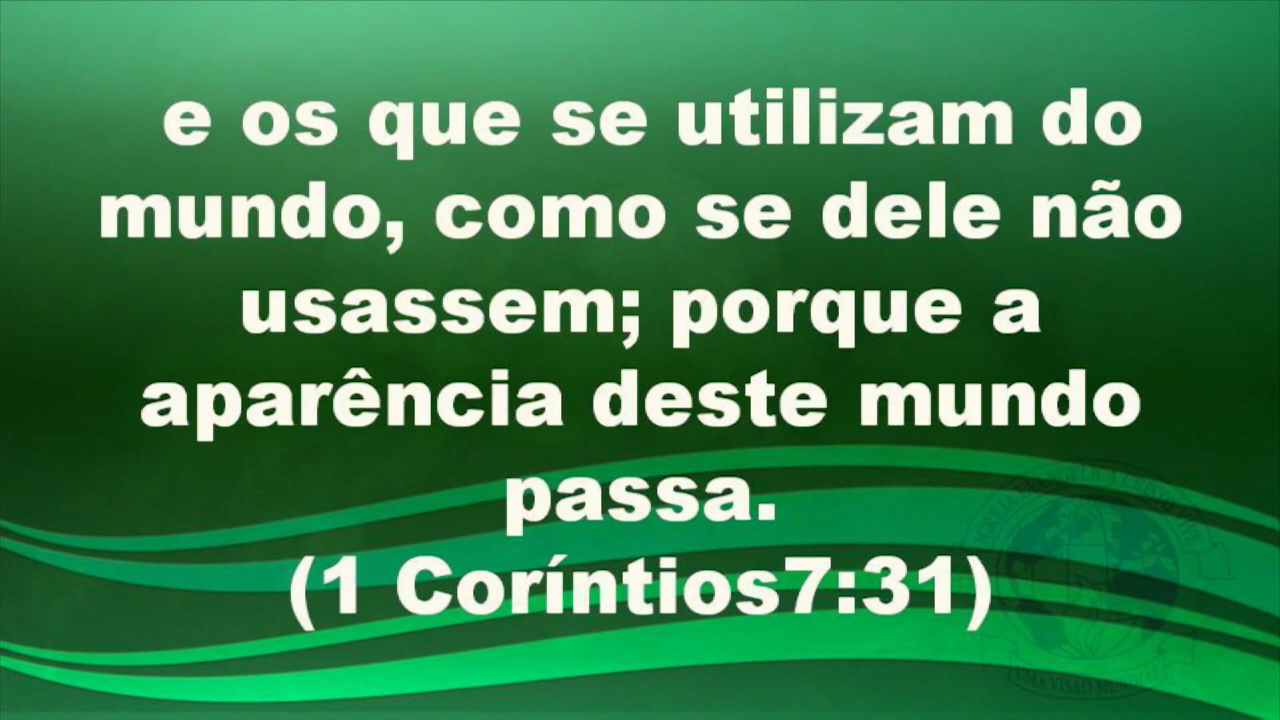 e os que se utilizam do
mundo, como se dele não
usassem; porque a
aparência deste mundo
passa.
(1 Coríntios7:31)